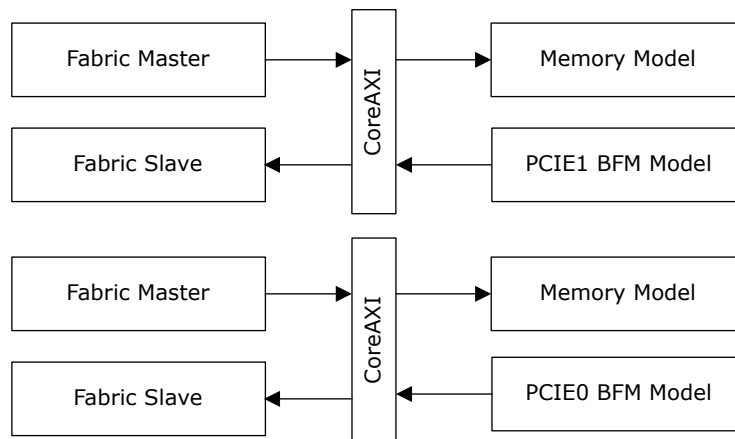 Fabric Master
CoreAXI
Memory Model
Fabric Slave
PCIE1 BFM Model
Fabric Master
CoreAXI
Memory Model
Fabric Slave
PCIE0 BFM Model